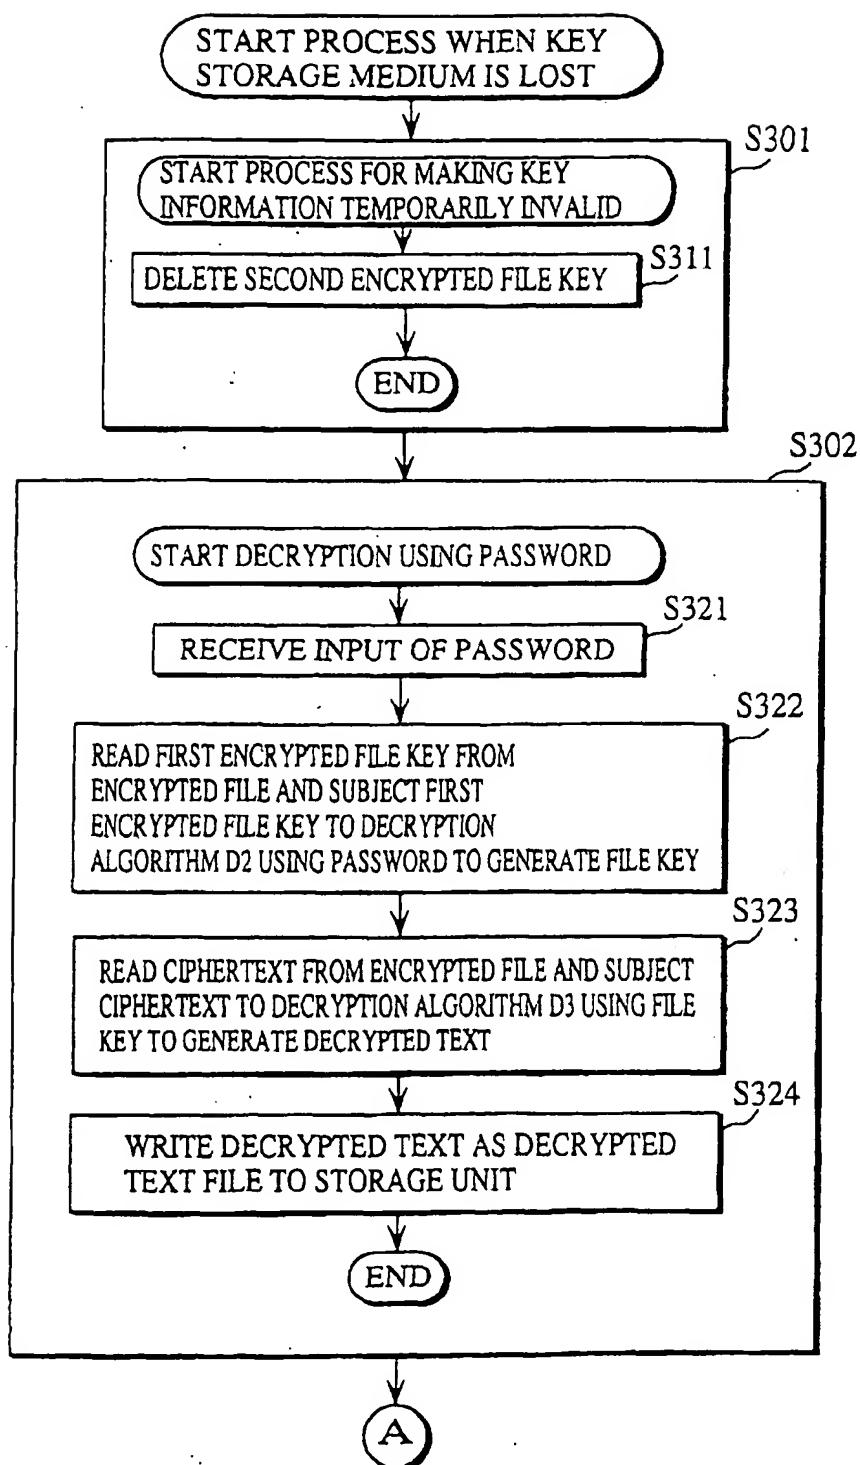 START PROCESS WHEN KEY
STORAGE MEDIUM IS LOST
S301
START PROCESS FOR MAKING KEY
INFORMATION TEMPORARILY INVALID
S311
DELETE SECOND ENCRYPTED FILE KEY
END
S302
START DECRYPTION USING PASSWORD
S321
RECEIVE INPUT OF PASSWORD
S322
READ FIRST ENCRYPTED FILE KEY FROM
ENCRYPTED FILE AND SUBJECT FIRST
ENCRYPTED FILE KEY TO DECRYPTION
ALGORITHM D2 USING PASSWORD TO GENERATE FILE KEY
S323
READ CIPHERTEXT FROM ENCRYPTED FILE AND SUBJECT
CIPHERTEXT TO DECRYPTION ALGORITHM D3 USING FILE
KEY TO GENERATE DECRYPTED TEXT
S324
WRITE DECRYPTED TEXT AS DECRYPTED
TEXT FILE TO STORAGE UNIT
END
A